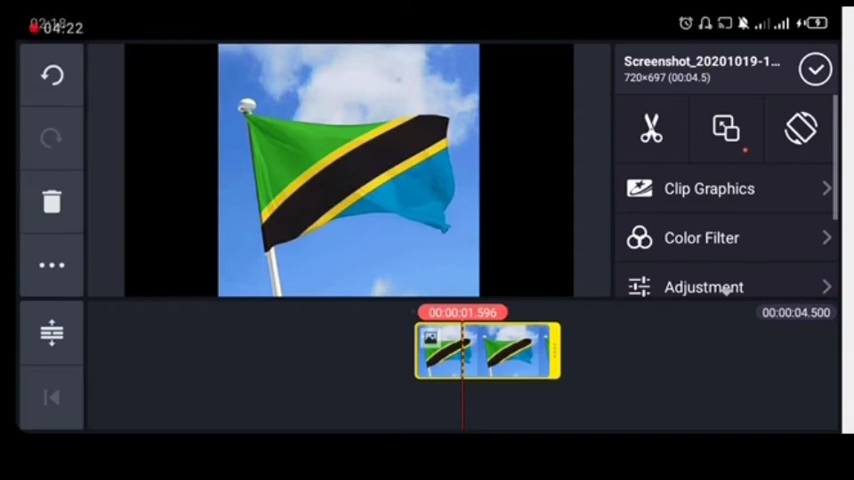 04:22
9
Screenshot_20201019-1...
720×697 (00:04.5)
Clip Graphics
Color Filter
Adjustment
00:00:01.596
00:00:04.500